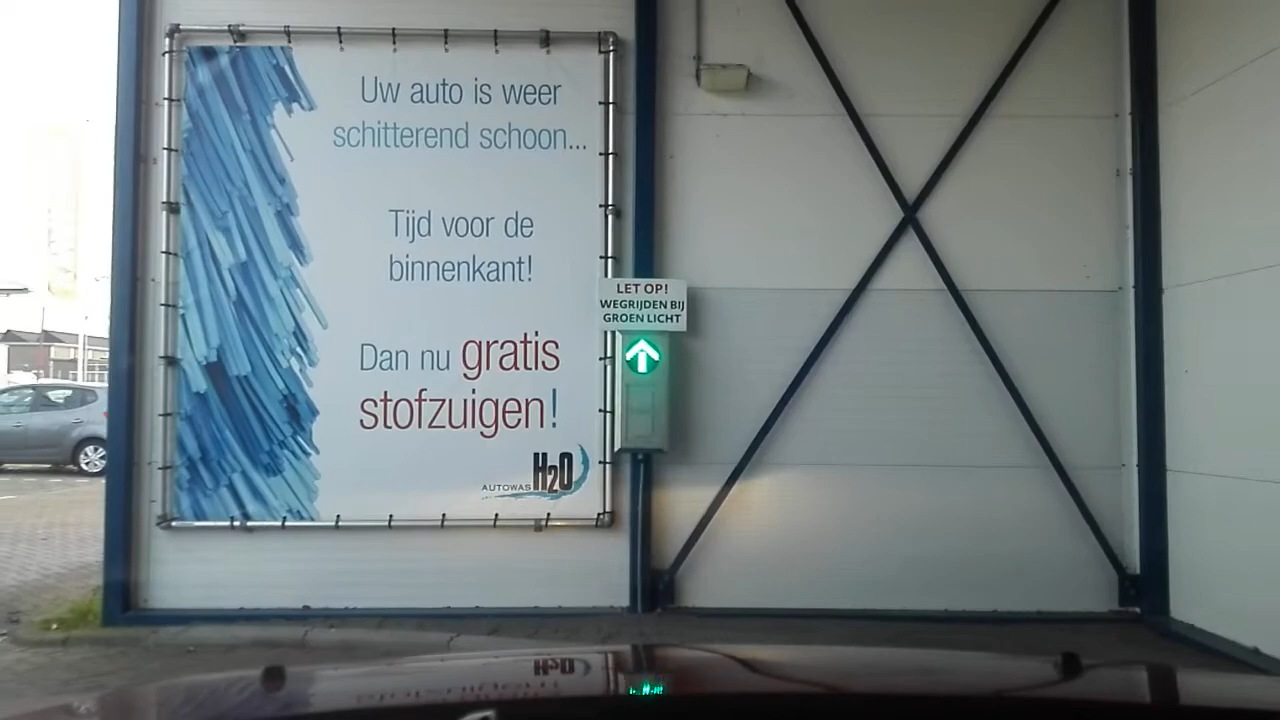 Uw auto is weer
schitterend schoon...
Tijd voor de
binnenkant!
Dan nu gratis
stofzuigen!
AUTOWAS H2O
LET OP!
WEGRIJDEN BIJ
GROEN LICHT